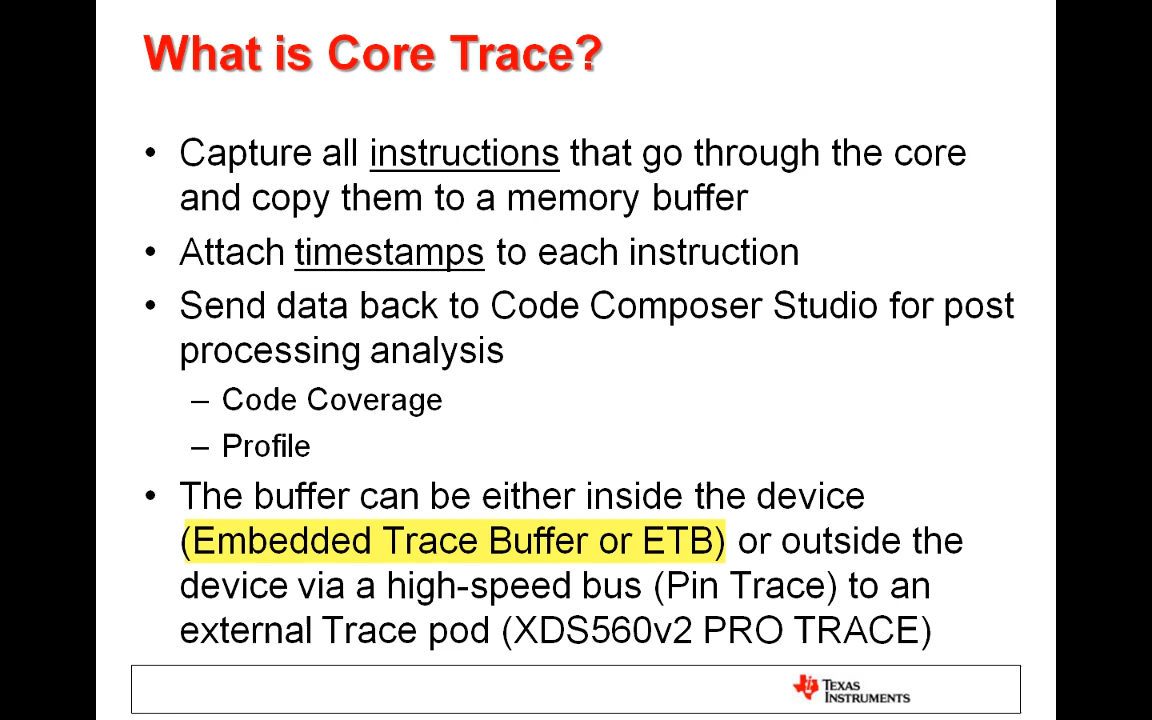 What is Core Trace?
• Capture all instructions that go through the core
and copy them to a memory buffer
• Attach timestamps to each instruction
• Send data back to Code Composer Studio for post
processing analysis
– Code Coverage
– Profile
• The buffer can be either inside the device
(Embedded Trace Buffer or ETB) or outside the
device via a high-speed bus (Pin Trace) to an
external Trace pod (XDS560v2 PRO TRACE)
TEXAS
INSTRUMENTS